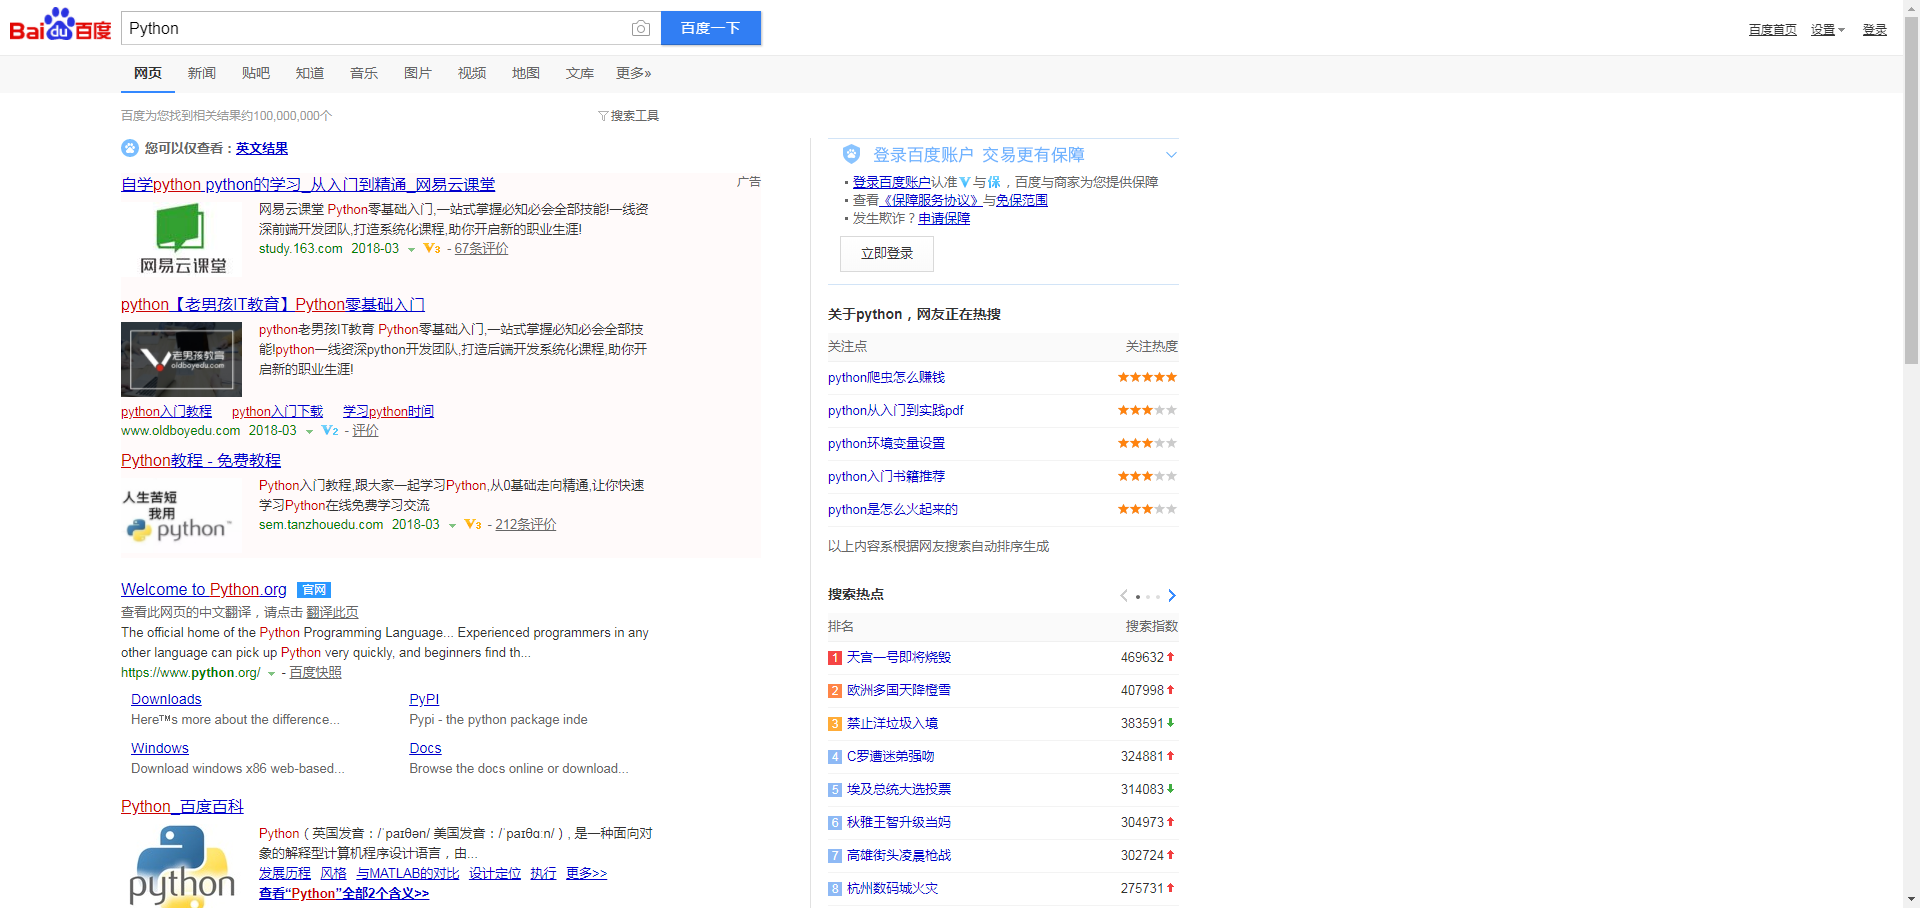 Bai du 百度
Python
百度一下
百度首页 设置 登录
网页 新闻 贴吧 知道 音乐 图片 视频 地图 文库 更多»
百度为您找到相关结果约100,000,000个
搜索工具
您可以仅查看：英文结果
自学python python的学习_从入门到精通_网易云课堂
广告
网易云课堂
网易云课堂 Python零基础入门,一站式掌握必知必会全部技能!一线资
深前端开发团队,打造系统化课程,助你开启新的职业生涯!
study.163.com 2018-03 V3 - 67条评价
python【老男孩IT教育】Python零基础入门
老男孩教育
oldboyedu.com
python老男孩IT教育 Python零基础入门,一站式掌握必知必会全部技
能!python一线资深python开发团队,打造后端开发系统化课程,助你开
启新的职业生涯!
python入门教程 python入门下载 学习python时间
www.oldboyedu.com 2018-03 V2 - 评价
Python教程 - 免费教程
人生苦短
我用
python™
Python入门教程,跟大家一起学习Python,从0基础走向精通,让你快速
学习Python在线免费学习交流
sem.tanzhouedu.com 2018-03 V3 - 212条评价
Welcome to Python.org 官网
查看此网页的中文翻译，请点击 翻译此页
The official home of the Python Programming Language... Experienced programmers in any
other language can pick up Python very quickly, and beginners find th...
https://www.python.org/ - 百度快照
Downloads
Here™s more about the difference...
PyPI
Pypi - the python package inde
Windows
Download windows x86 web-based...
Docs
Browse the docs online or download...
Python_百度百科
python
Python（英国发音：/ˈpaɪθən/ 美国发音：/ˈpaɪθɑːn/）, 是一种面向对
象的解释型计算机程序设计语言，由...
发展历程 风格 与MATLAB的对比 设计定位 执行 更多>>
查看“Python”全部2个含义>>
登录百度账户 交易更有保障
登录百度账户认准V与保，百度与商家为您提供保障
查看《保障服务协议》与免保范围
发生欺诈？申请保障
立即登录
关于python，网友正在热搜
关注点 关注热度
python爬虫怎么赚钱
python从入门到实践pdf
python环境变量设置
python入门书籍推荐
python是怎么火起来的
以上内容系根据网友搜索自动排序生成
搜索热点
排名 搜索指数
1 天宫一号即将烧毁 469632
2 欧洲多国天降橙雪 407998
3 禁止洋垃圾入境 383591
4 C罗遭迷弟强吻 324881
5 埃及总统大选投票 314083
6 秋雅王智升级当妈 304973
7 高雄街头凌晨枪战 302724
8 杭州数码城火灾 275731